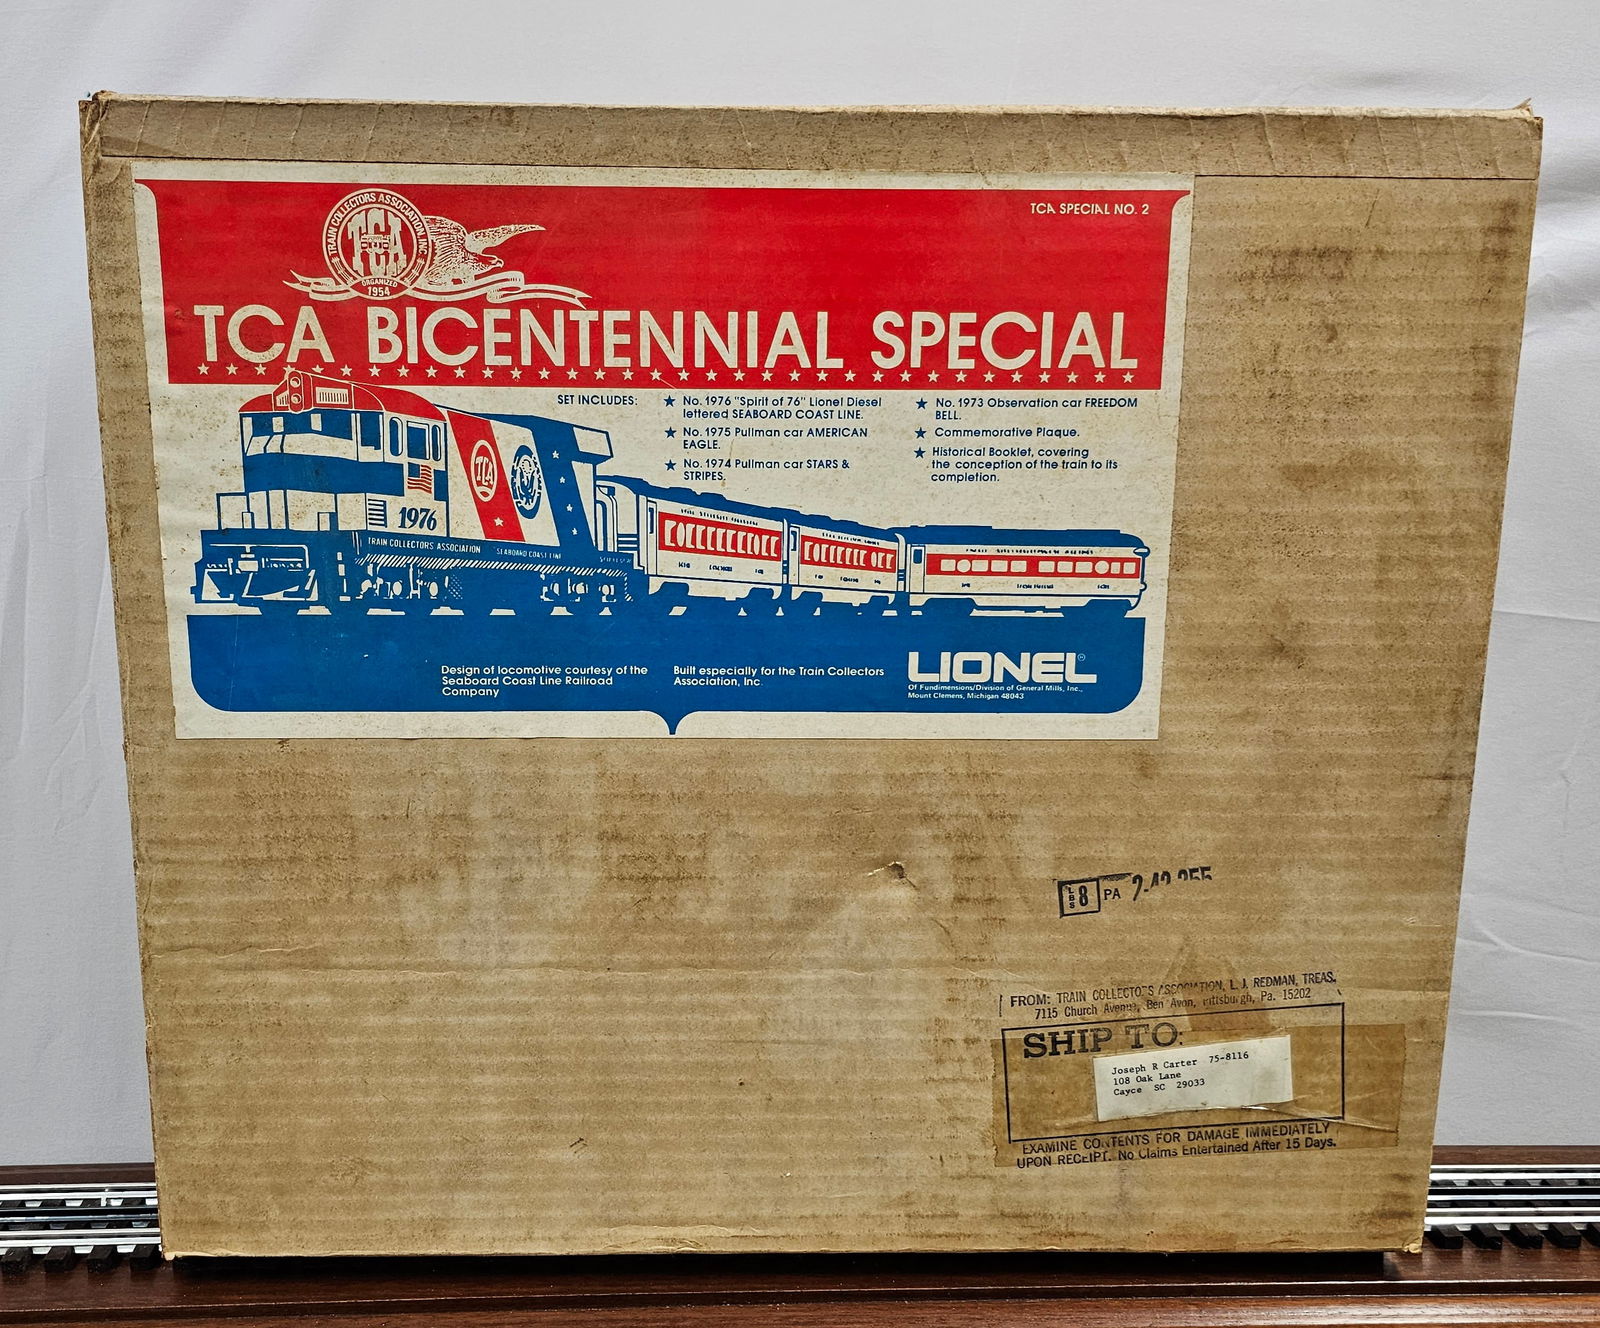 TRAIN COLLECTORS ASSOCIATION, INC.
TCA
ORGANIZED
1954
TCA SPECIAL NO. 2
TCA BICENTENNIAL SPECIAL
SET INCLUDES:
★ No. 1976 "Spirit of 76" Lionel Diesel
lettered SEABOARD COAST LINE.
★ No. 1975 Pullman car AMERICAN
EAGLE.
★ No. 1974 Pullman car STARS &
STRIPES.
★ No. 1973 Observation car FREEDOM
BELL.
★ Commemorative Plaque.
★ Historical Booklet, covering
the conception of the train to its
completion.
TCA
1976
TRAIN COLLECTORS ASSOCIATION
SEABOARD COAST LINE
Design of locomotive courtesy of the
Seaboard Coast Line Railroad
Company
Built especially for the Train Collectors
Association, Inc.
LIONEL®
Of Fundimensions/Division of General Mills, Inc.,
Mount Clemens, Michigan 48043
LBS 8 PA
FROM: TRAIN COLLECTORS ASSOCIATION, L. J. REDMAN, TREAS.
7115 Church Avenue, Ben Avon, Pittsburgh, Pa. 15202
SHIP TO:
Joseph R Carter 75-8116
108 Oak Lane
Cayce SC 29033
EXAMINE CONTENTS FOR DAMAGE IMMEDIATELY
UPON RECEIPT. No Claims Entertained After 15 Days.